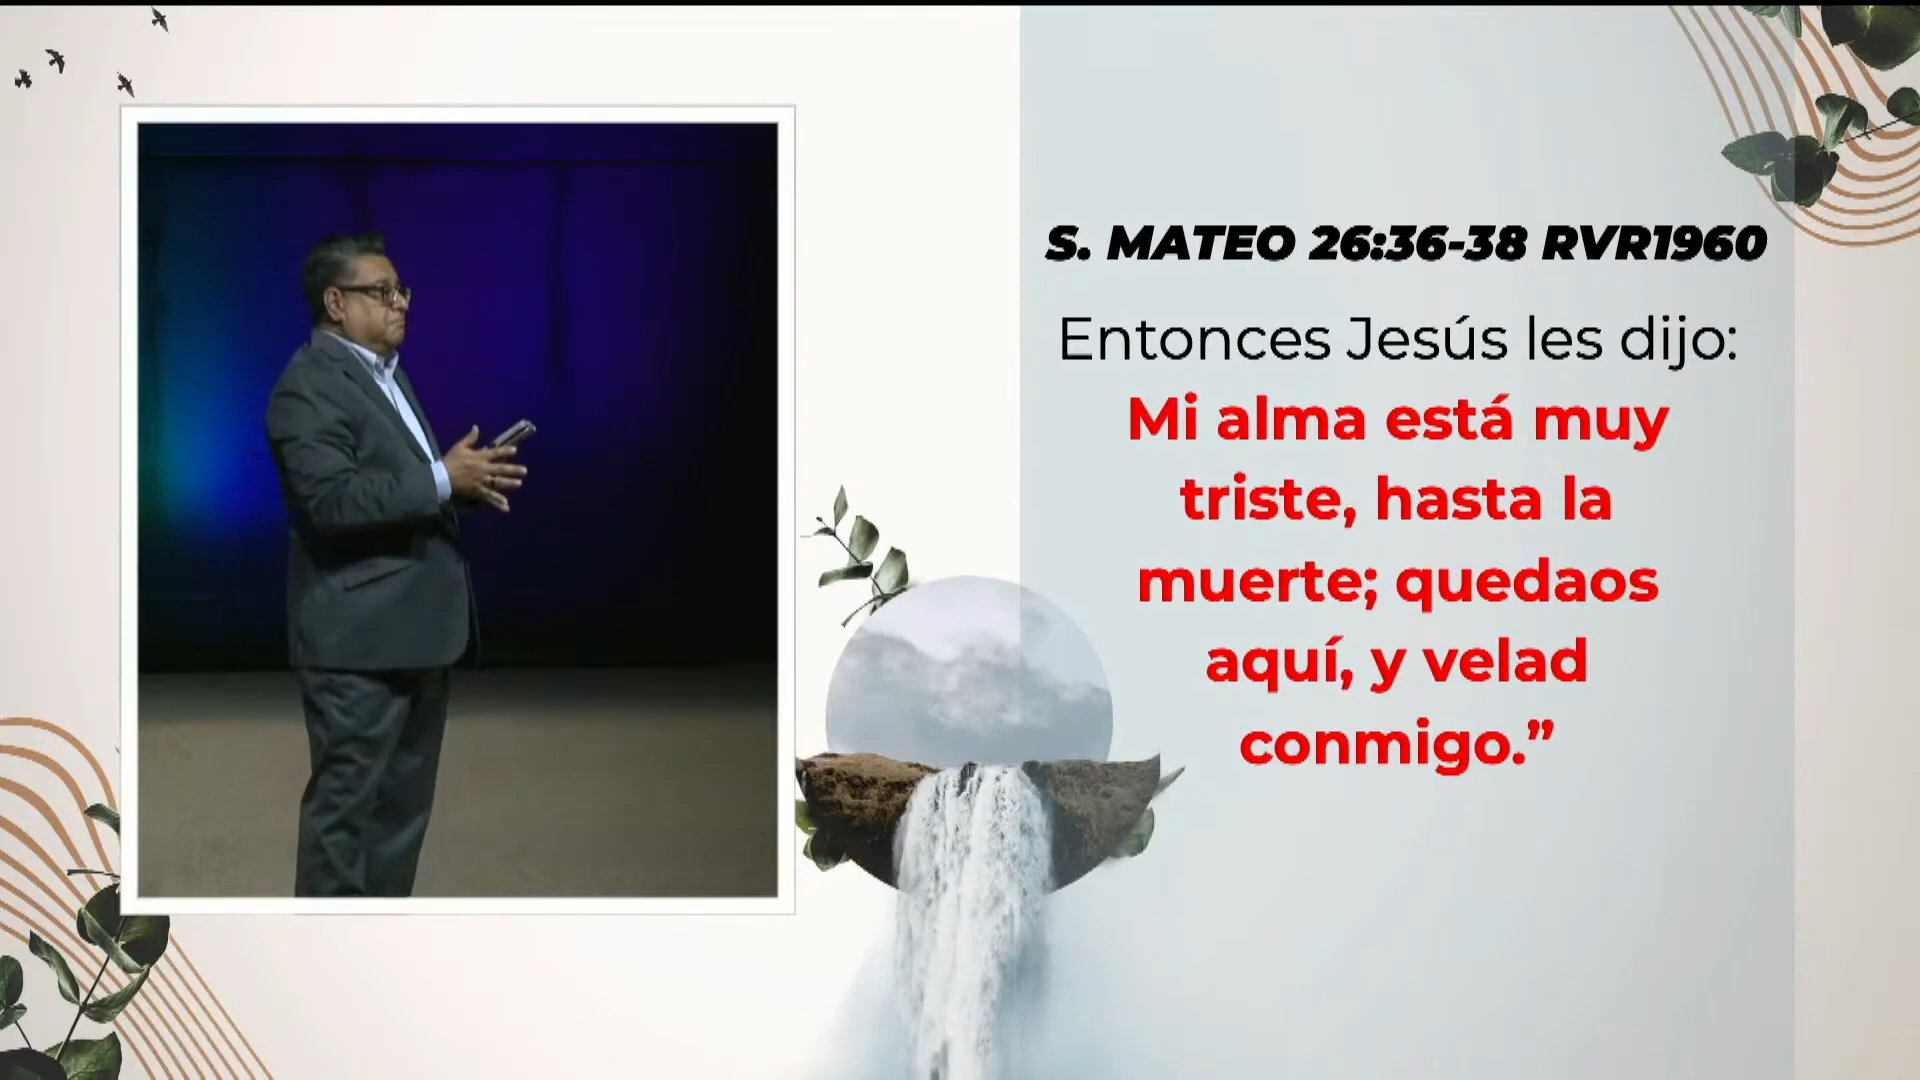 S. MATEO 26:36-38 RVR1960
Entonces Jesús les dijo:
Mi alma está muy
triste, hasta la
muerte; quedaos
aquí, y velad
conmigo.”